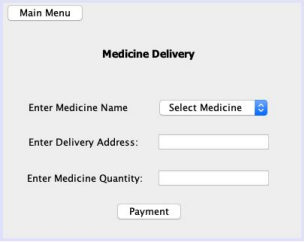 Main Menu
Medicine Delivery
Enter Medicine Name Select Medicine
Enter Delivery Address:
Enter Medicine Quantity:
Payment